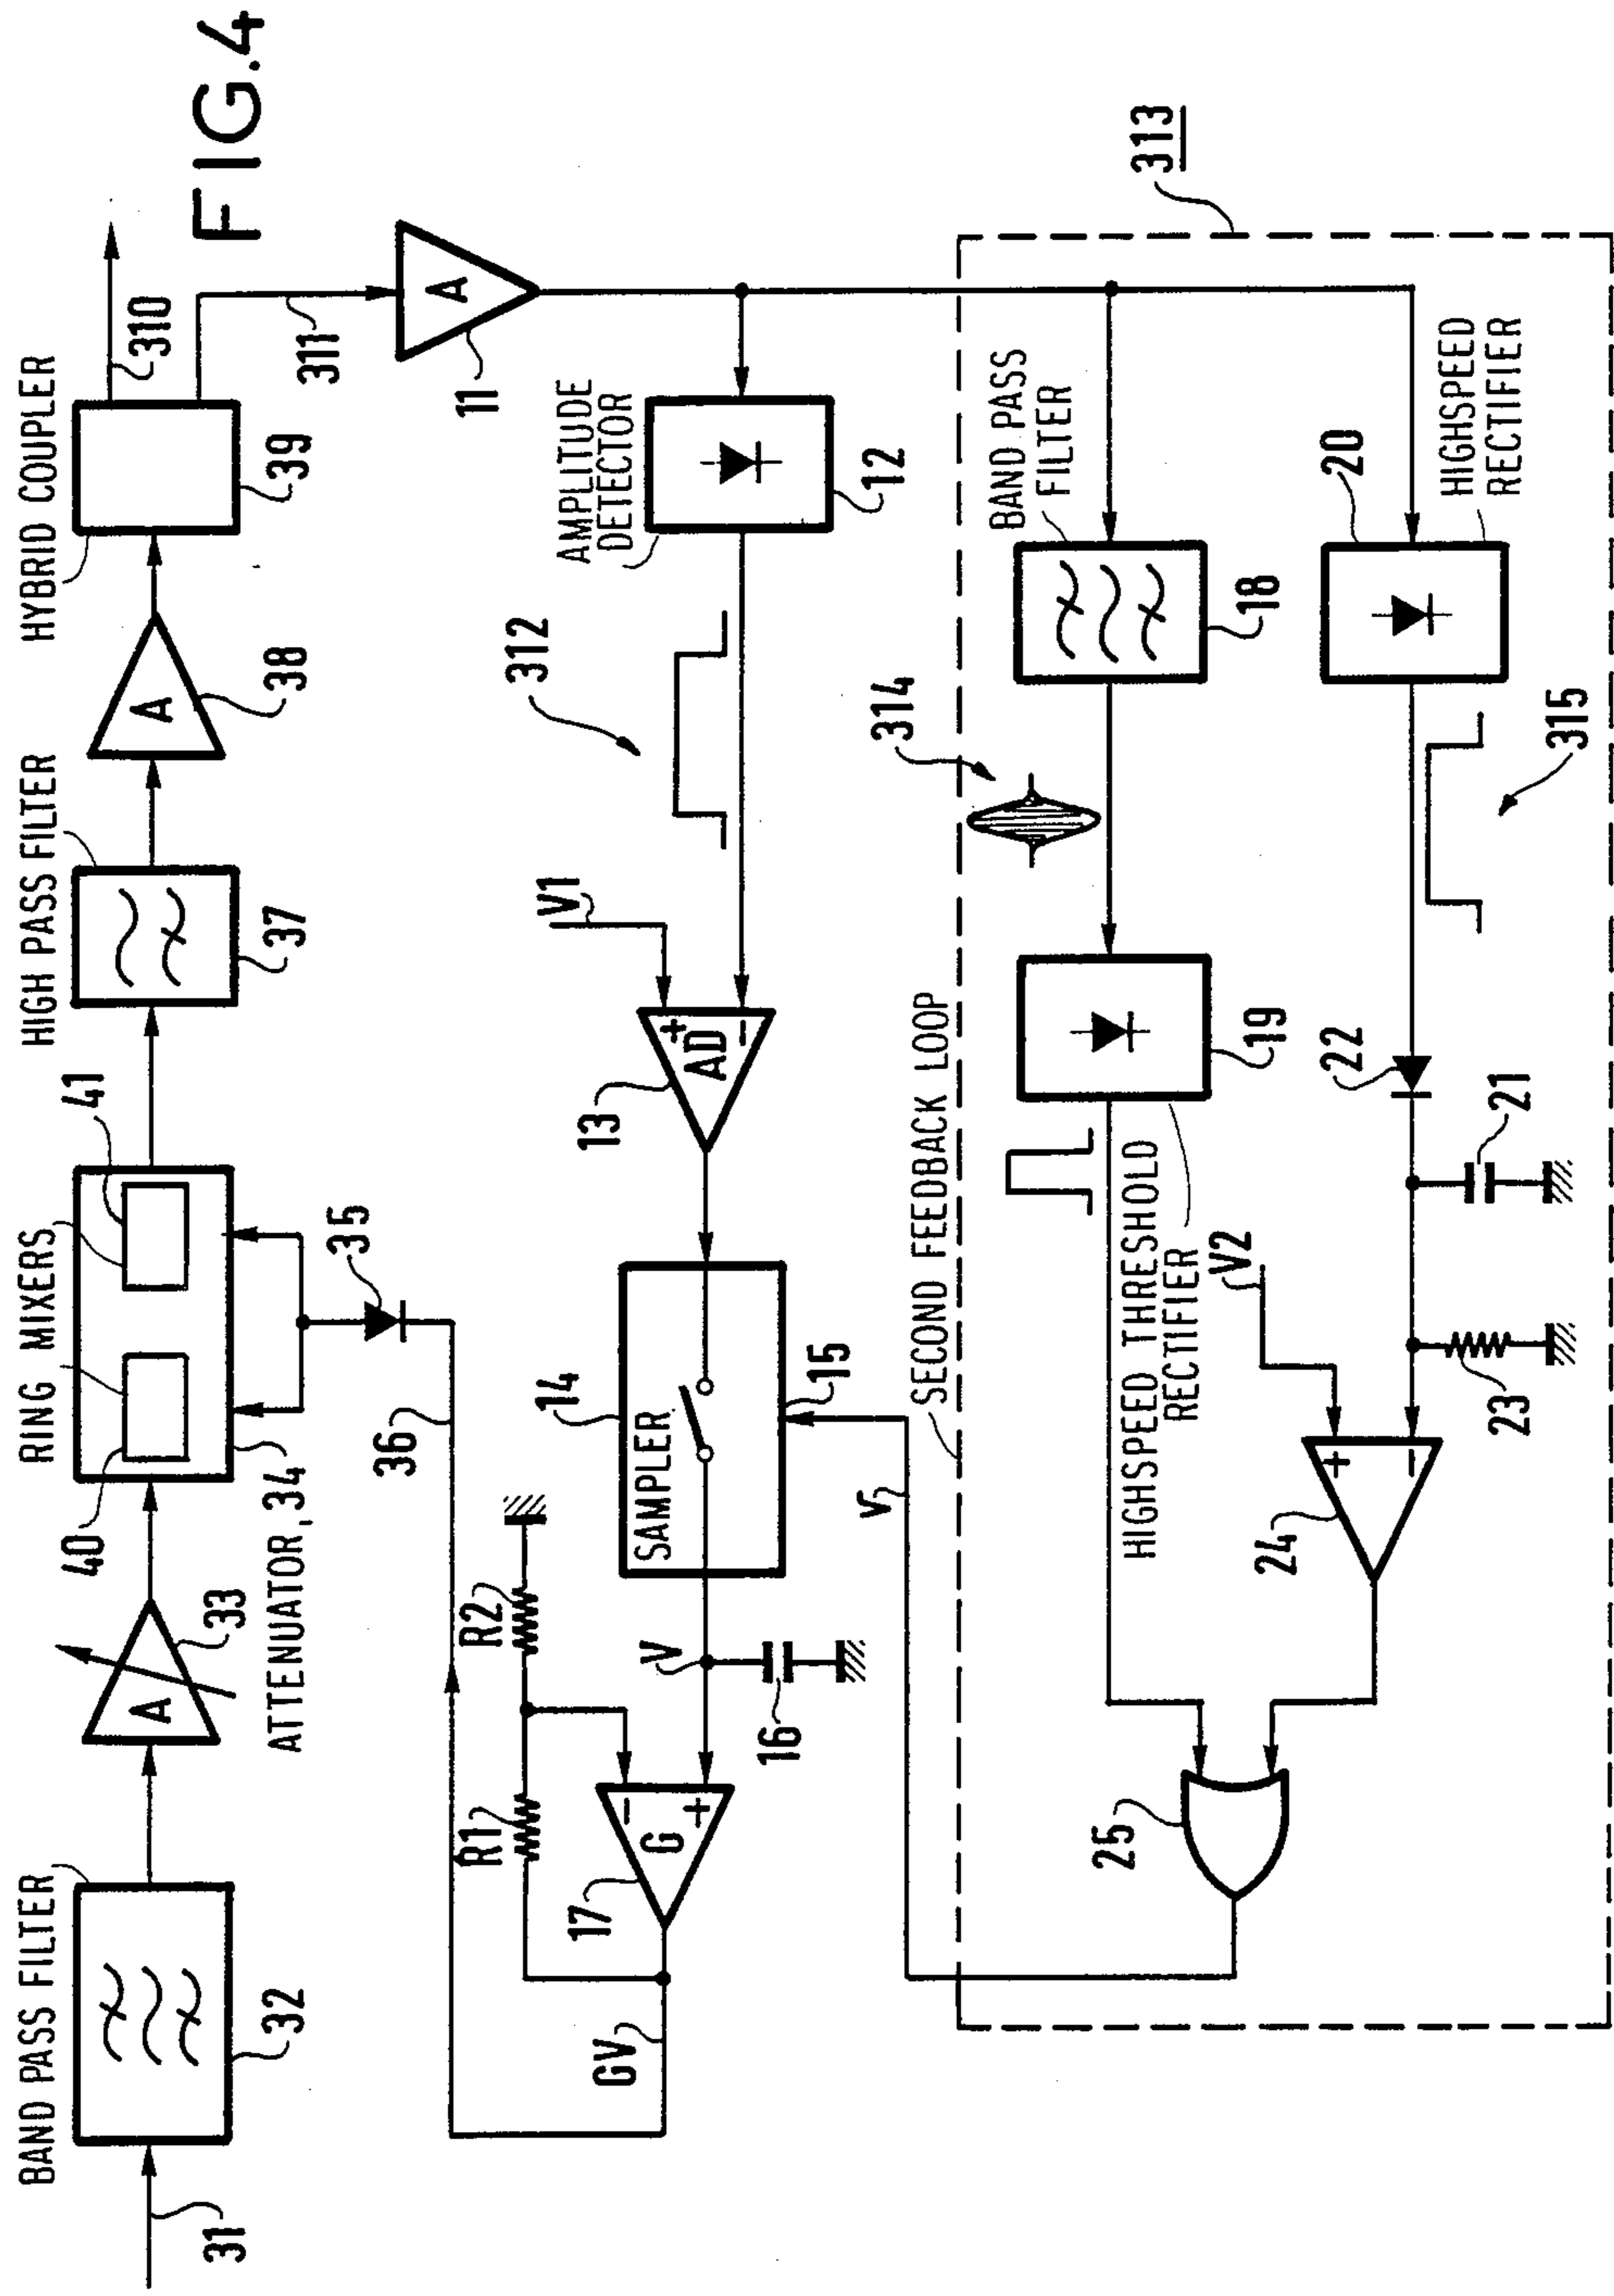 FIG.4
BAND PASS FILTER
RING MIXERS
HIGH PASS FILTER
HYBRID COUPLER
31
32
A
33
40
41
ATTENUATOR, 34
35
37
A
38
39
310
311
36
A
11
AMPLITUDE
DETECTOR
12
312
V1
+
AD
−
13
14
SAMPLER
15
R1
R2
V
16
−
G
+
17
GV
V
SECOND FEEDBACK LOOP
313
BAND PASS
FILTER
18
314
19
HIGHSPEED THRESHOLD
RECTIFIER
HIGHSPEED
RECTIFIER
20
315
22
21
23
V2
+
−
24
25